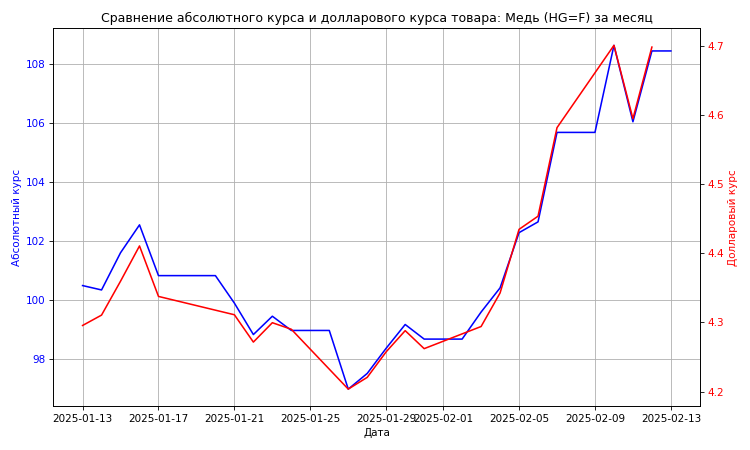 Сравнение абсолютного курса и долларового курса товара: Медь (HG=F) за месяц
108
106
104
102
100
98
Абсолютный курс
4.7
4.6
4.5
4.4
4.3
4.2
Долларовый курс
2025-01-13 2025-01-17 2025-01-21 2025-01-25 2025-01-29 2025-02-01 2025-02-05 2025-02-09 2025-02-13
Дата